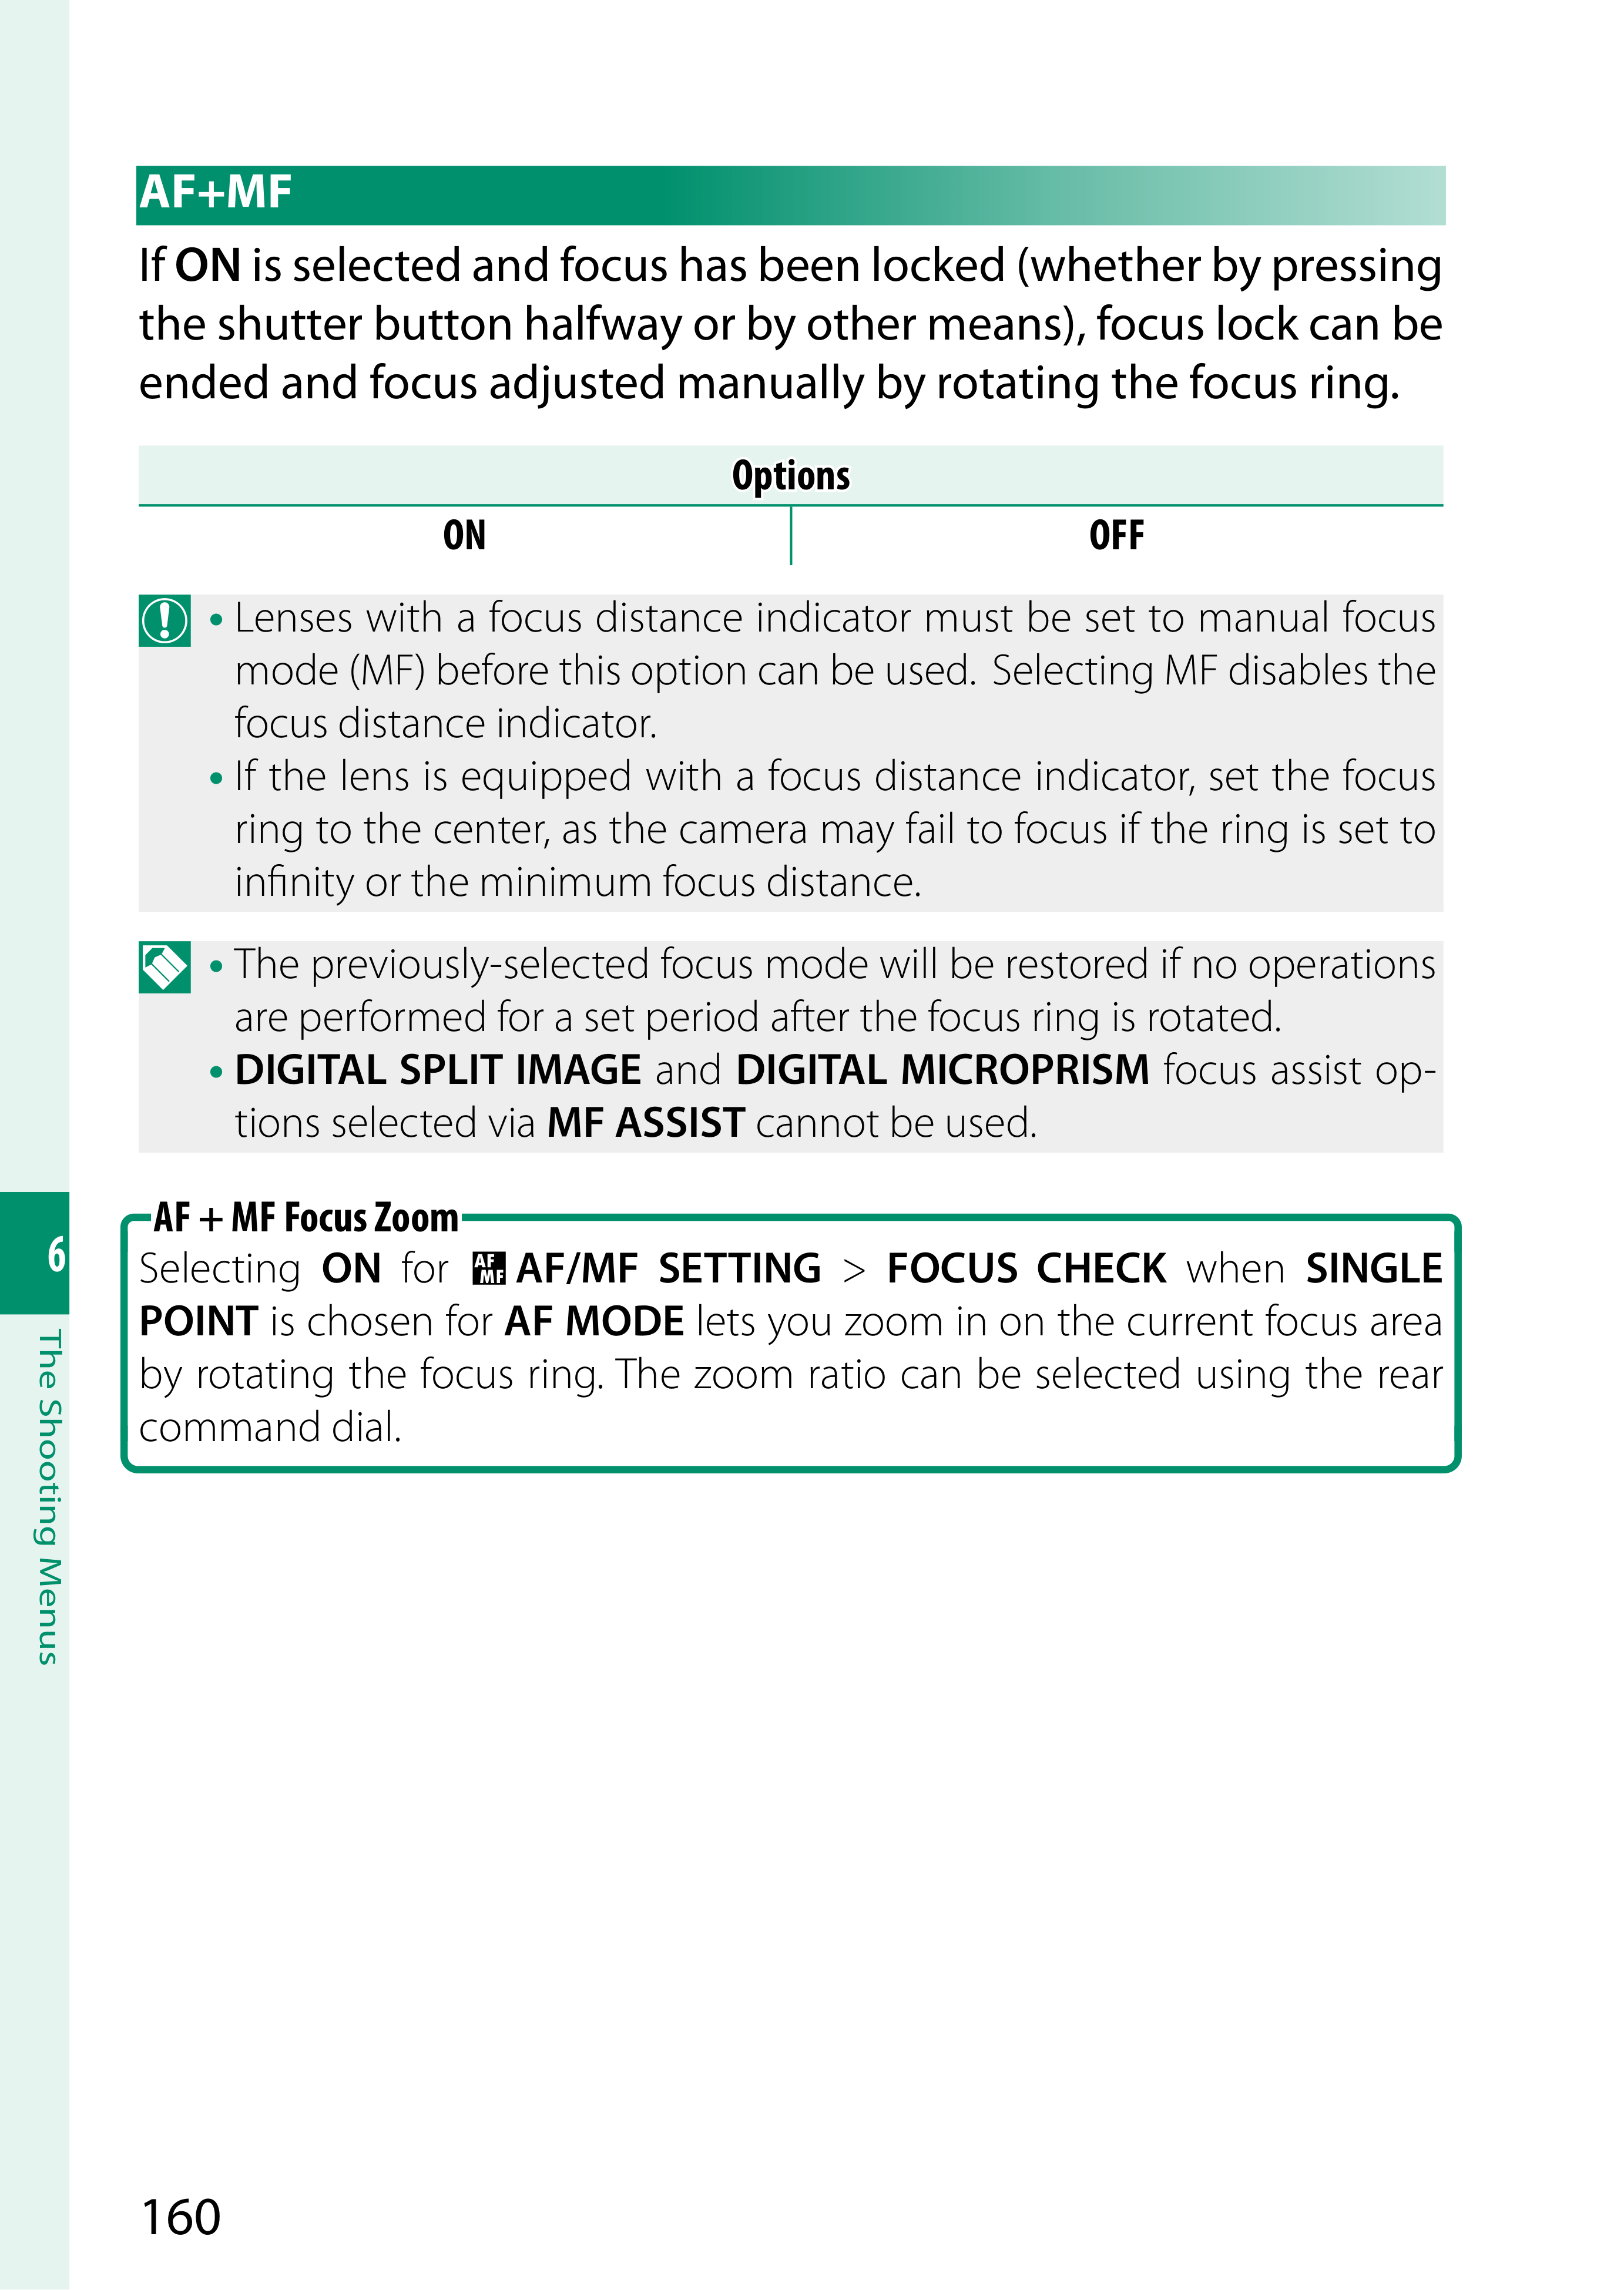 AF+MF
If ON is selected and focus has been locked (whether by pressing
the shutter button halfway or by other means), focus lock can be
ended and focus adjusted manually by rotating the focus ring.
Options
ON OFF
• Lenses with a focus distance indicator must be set to manual focus
mode (MF) before this option can be used. Selecting MF disables the
focus distance indicator.
• If the lens is equipped with a focus distance indicator, set the focus
ring to the center, as the camera may fail to focus if the ring is set to
infinity or the minimum focus distance.
• The previously-selected focus mode will be restored if no operations
are performed for a set period after the focus ring is rotated.
• DIGITAL SPLIT IMAGE and DIGITAL MICROPRISM focus assist op-
tions selected via MF ASSIST cannot be used.
AF + MF Focus Zoom
Selecting ON for AF MF AF/MF SETTING > FOCUS CHECK when SINGLE
POINT is chosen for AF MODE lets you zoom in on the current focus area
by rotating the focus ring. The zoom ratio can be selected using the rear
command dial.
6
The Shooting Menus
160